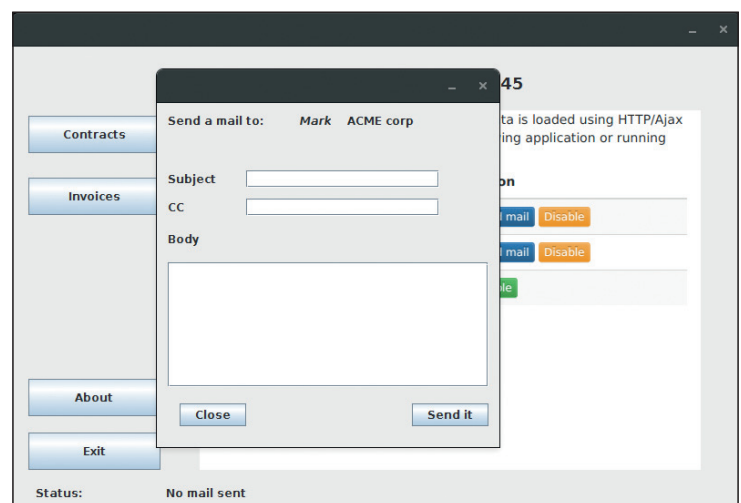 45
Send a mail to: Mark ACME corp
ta is loaded using HTTP/Ajax
Contracts
ing application or running
Subject
on
Invoices
CC
mail Disable
Body
mail Disable
About
Close Send it
Exit
Status: No mail sent